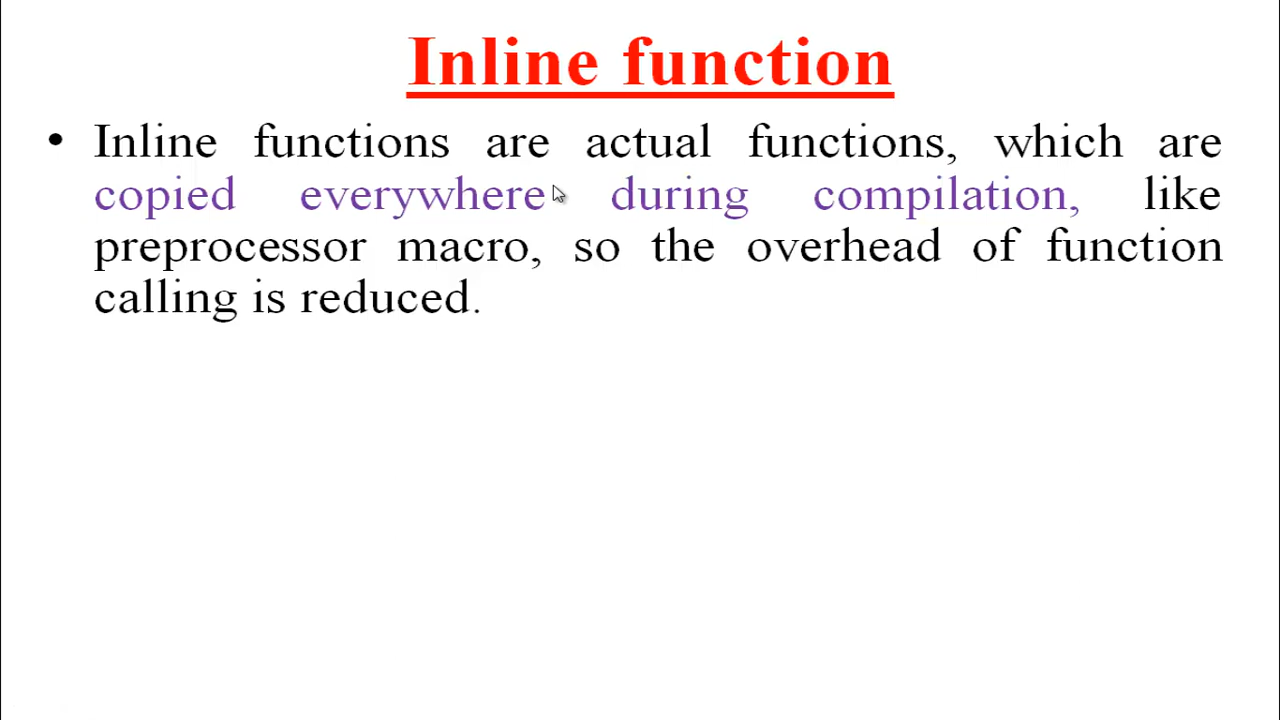 Inline function
• Inline functions are actual functions, which are
copied everywhere during compilation, like
preprocessor macro, so the overhead of function
calling is reduced.